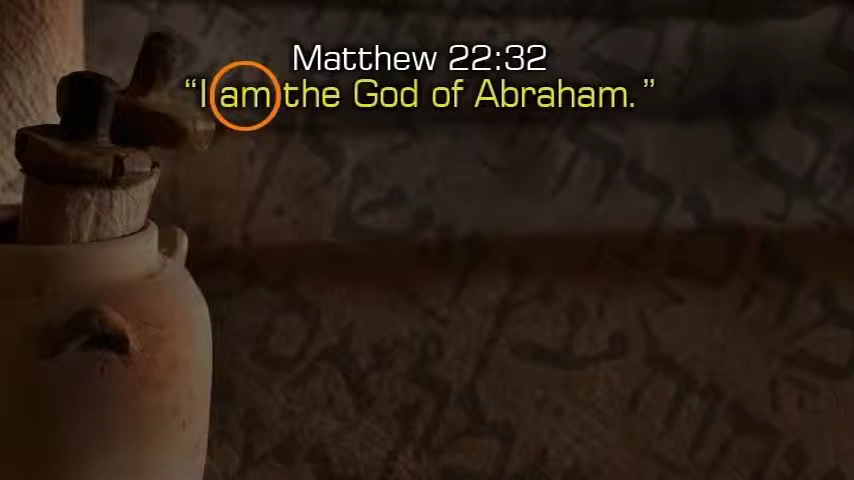 Matthew 22:32
“I am the God of Abraham.”